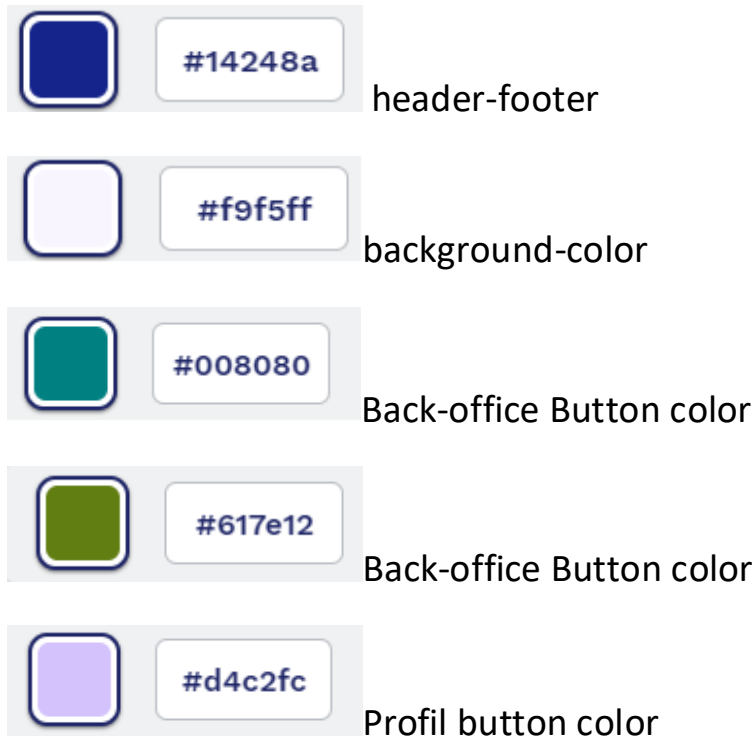 #14248a header-footer
#f9f5ff background-color
#008080 Back-office Button color
#617e12 Back-office Button color
#d4c2fc Profil button color